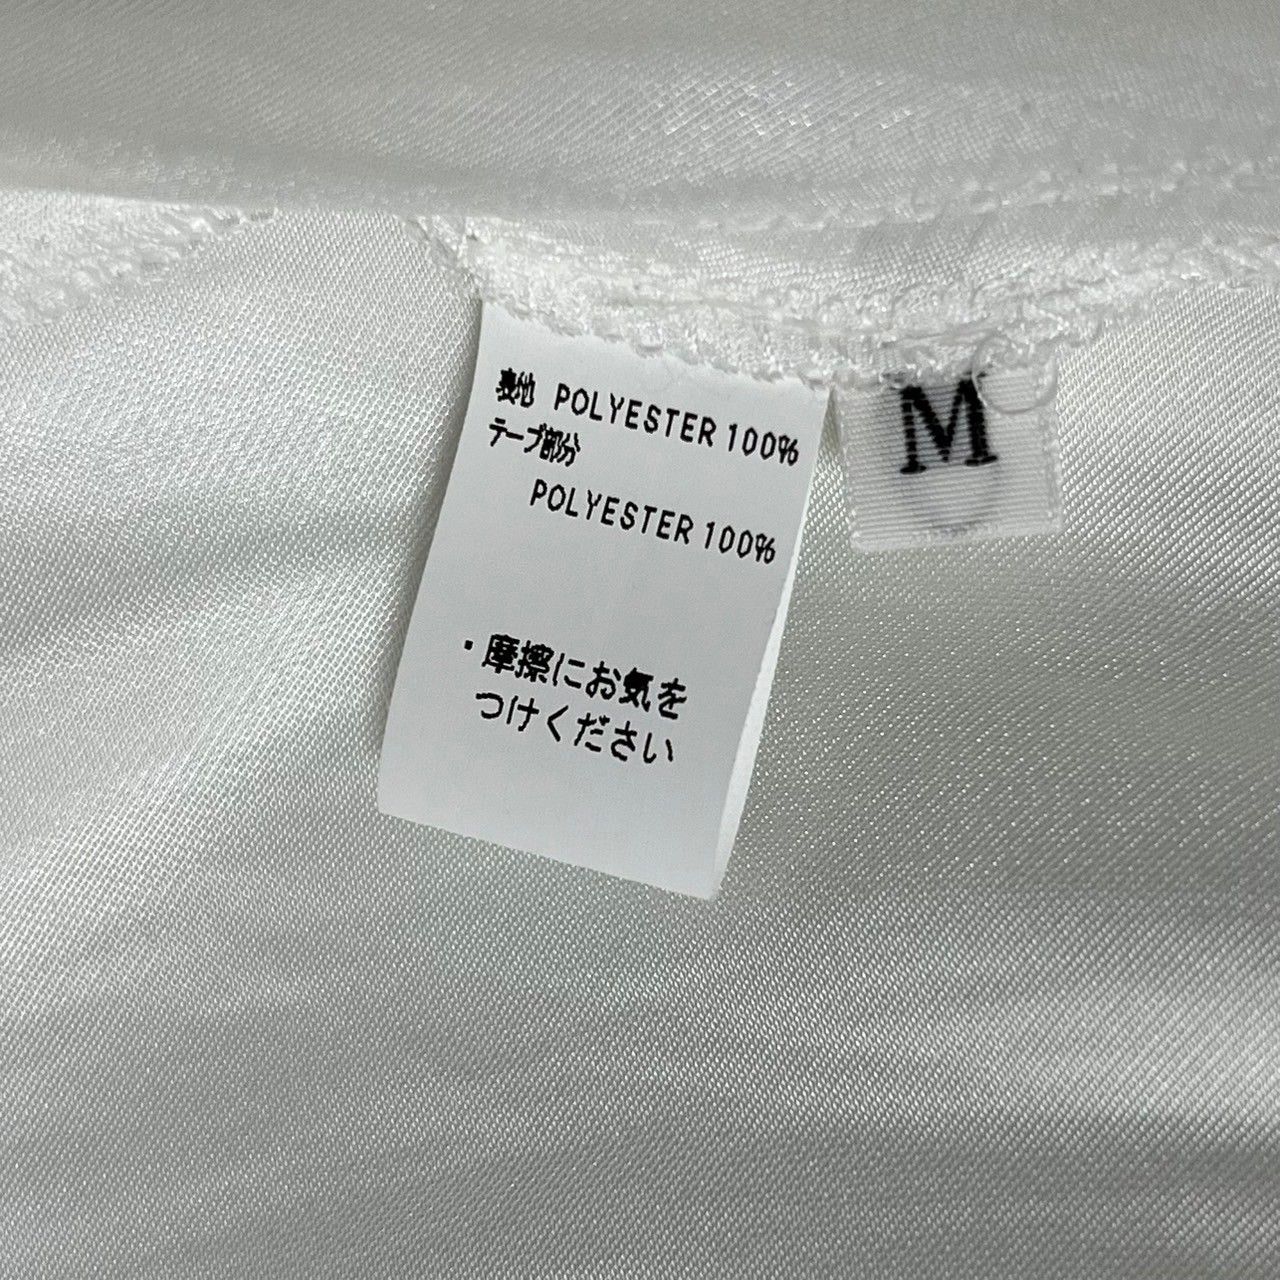 表地 POLYESTER 100%
テープ部分
POLYESTER 100%
・摩擦にお気を
つけください
M